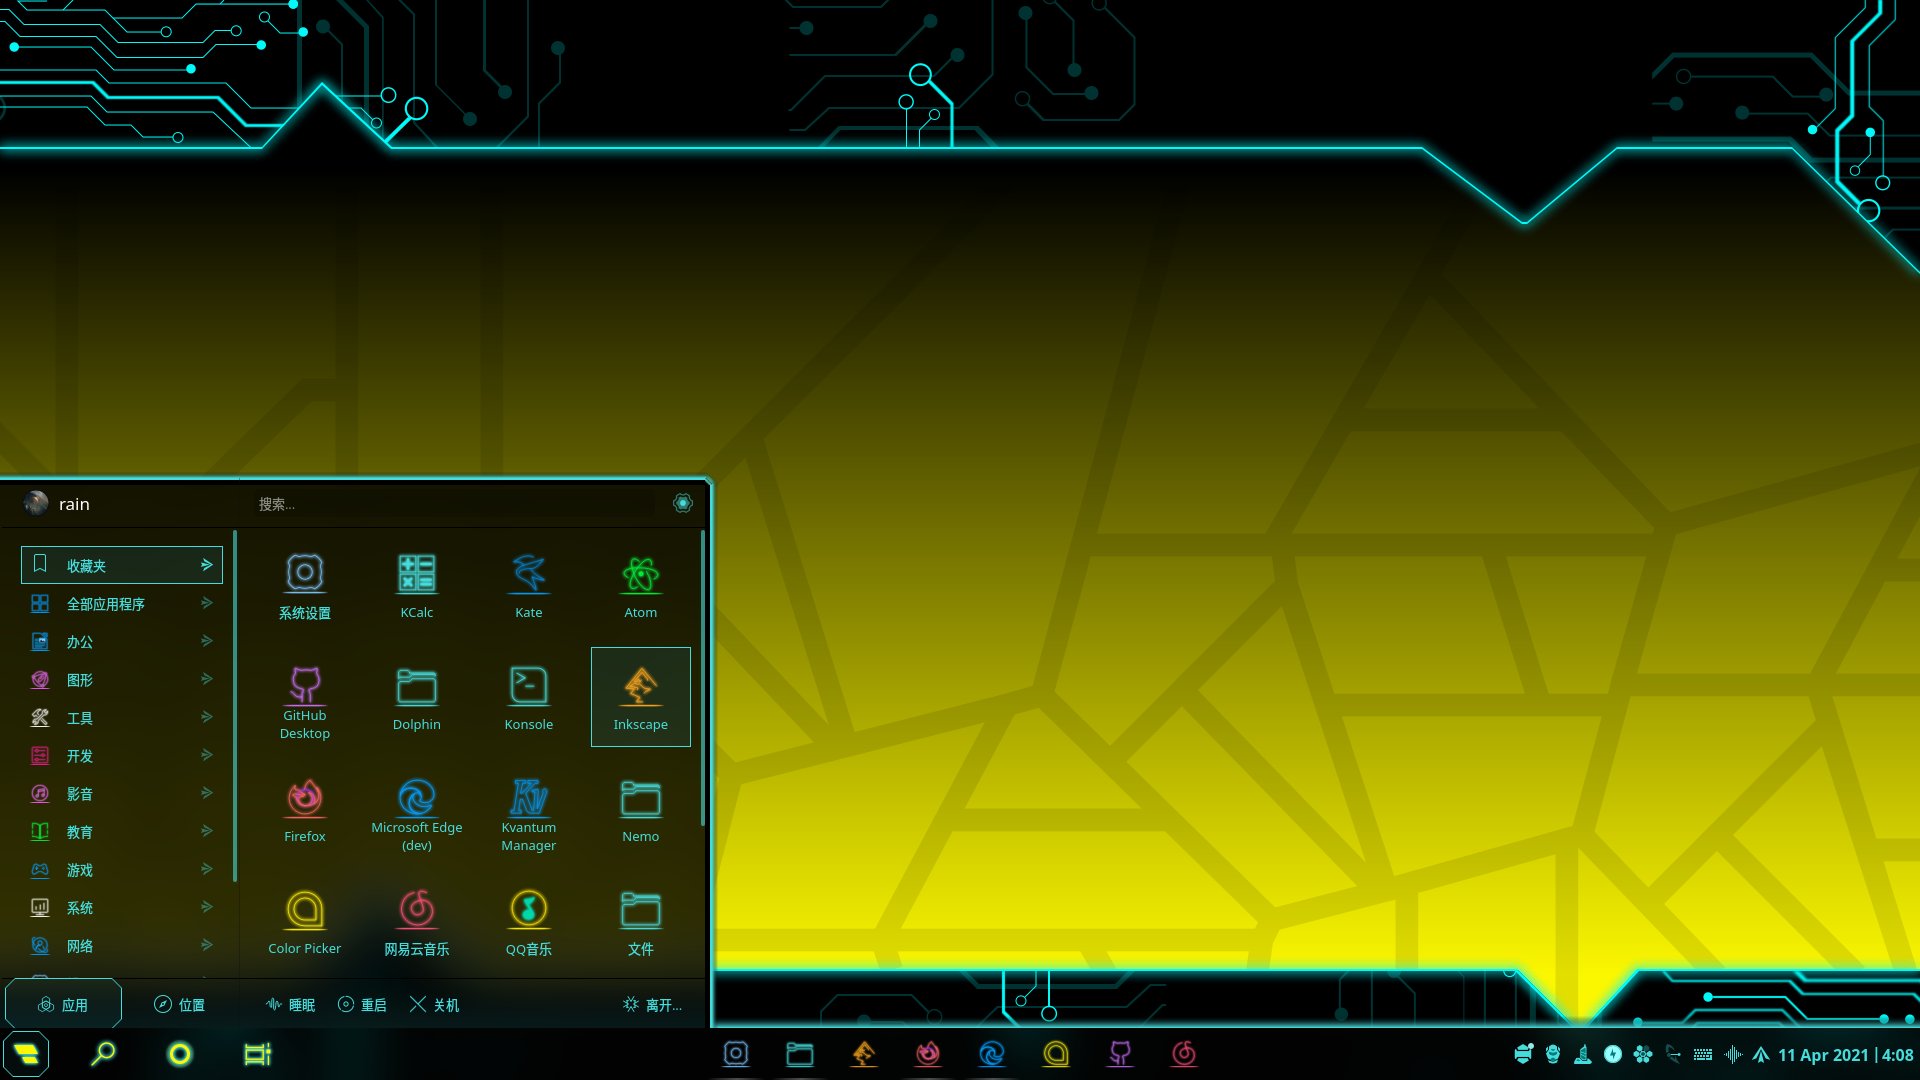 rain
搜索...
收藏夹
全部应用程序
办公
图形
工具
开发
影音
教育
游戏
系统
网络
系统设置
KCalc
Kate
Atom
GitHub
Desktop
Dolphin
Konsole
Inkscape
Firefox
Microsoft Edge
(dev)
Kvantum
Manager
Nemo
Color Picker
网易云音乐
QQ音乐
文件
应用
位置
睡眠
重启
关机
离开...
11 Apr 2021 | 4:08